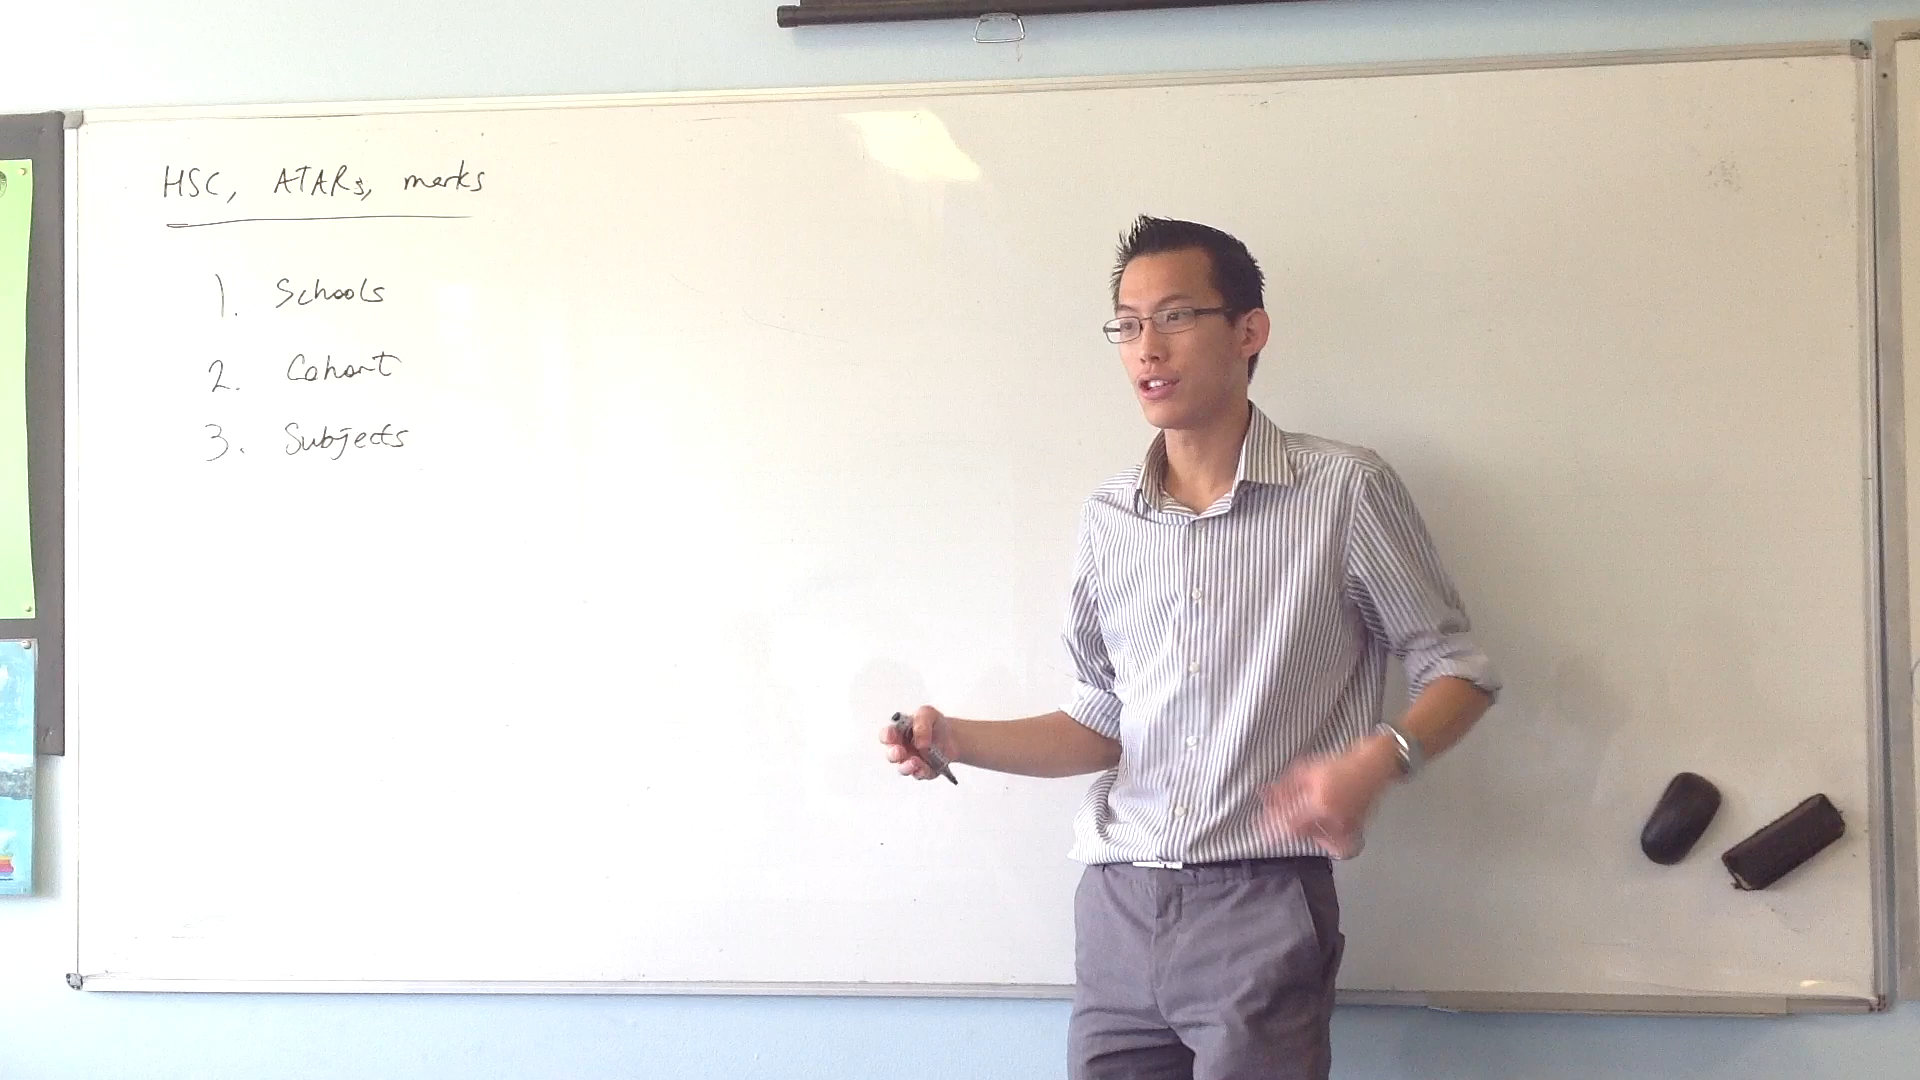 HSC, ATARs, marks
1. Schools
2. Cohort
3. Subjects